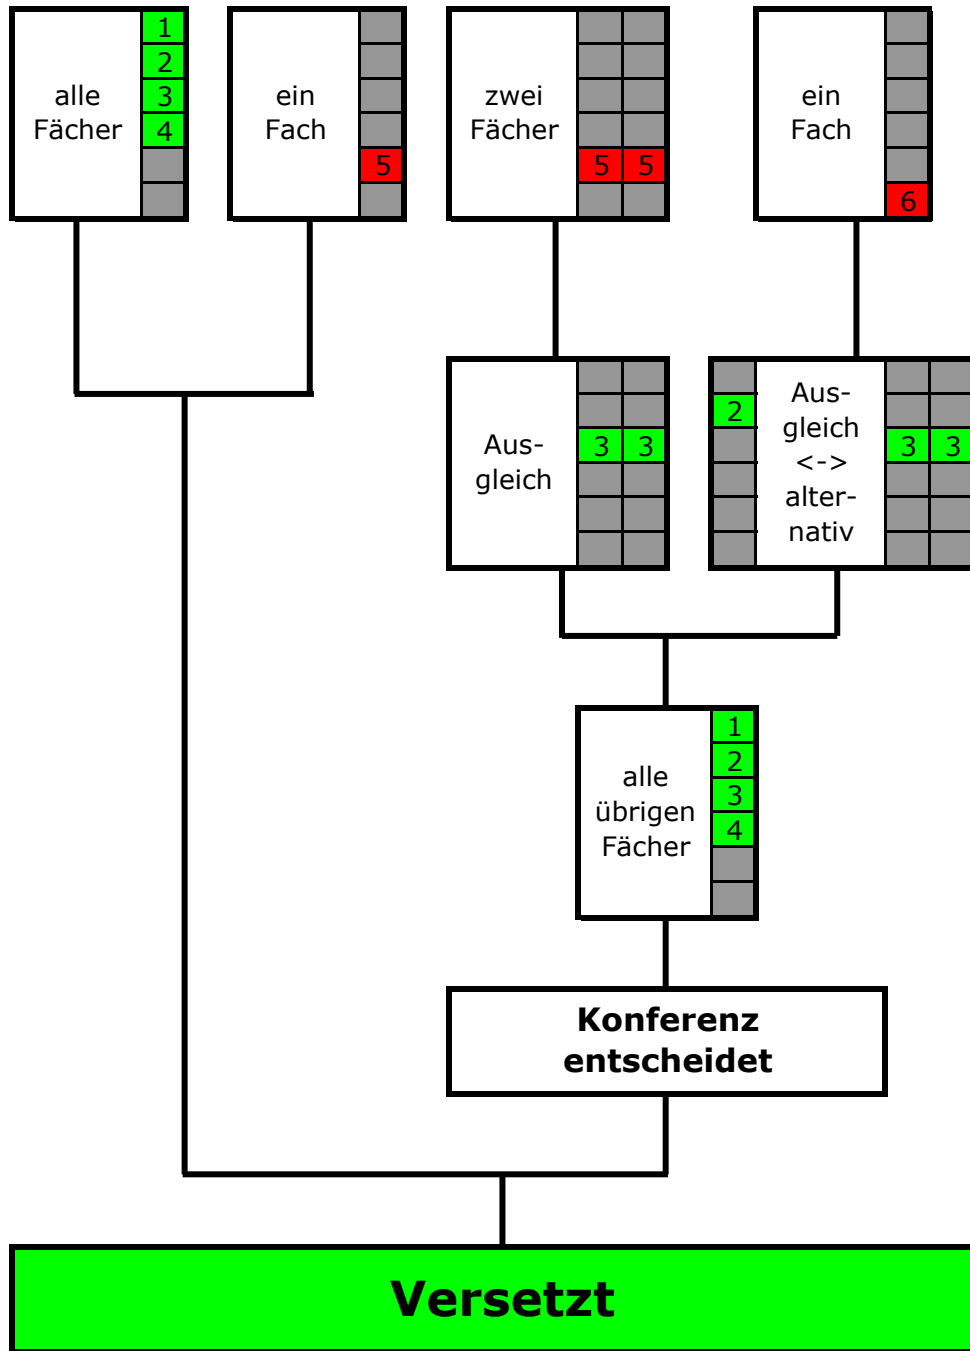 alle
Fächer
1
2
3
4
ein
Fach
5
zwei
Fächer
5 5
ein
Fach
6
Aus-
gleich
3 3
2
Aus-
gleich
<->
alter-
nativ
3 3
alle
übrigen
Fächer
1
2
3
4
Konferenz
entscheidet
Versetzt